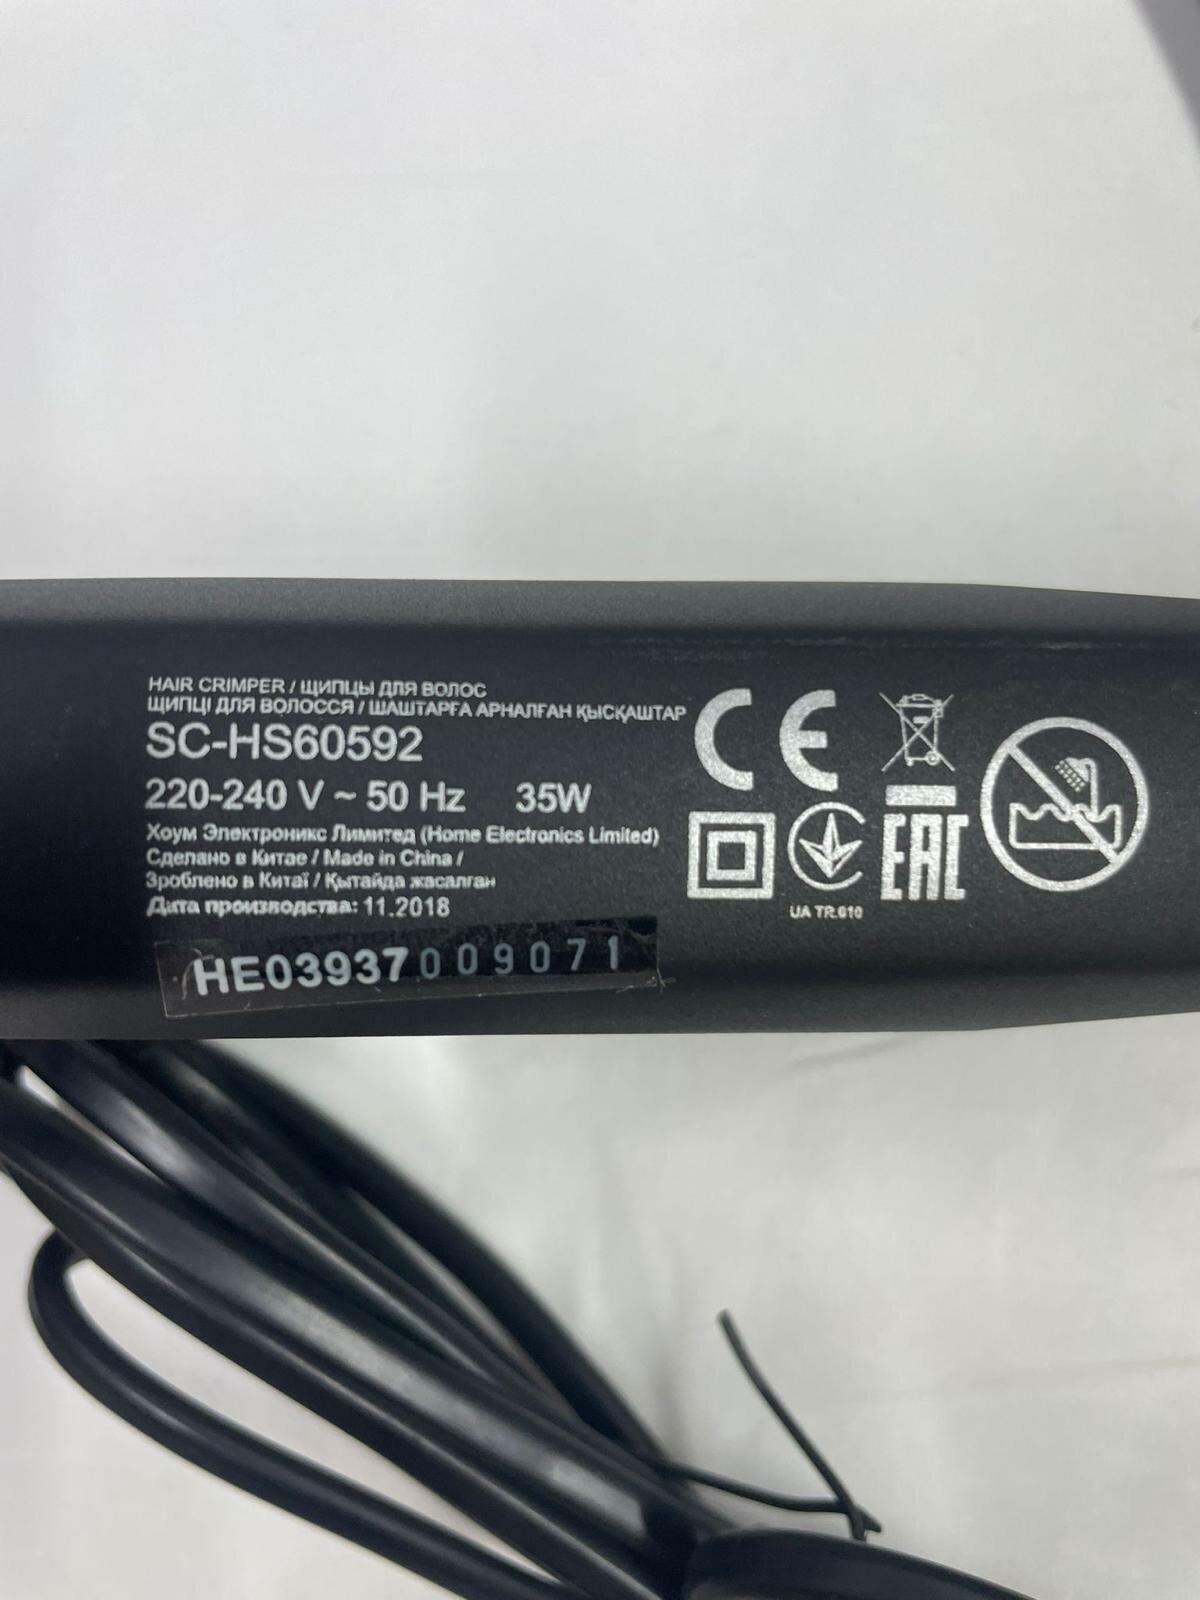 HAIR CRIMPER / ЩИПЦЫ ДЛЯ ВОЛОС
ЩИПЦІ ДЛЯ ВОЛОССЯ / ШАШТАРҒА АРНАЛҒАН ҚЫСҚАШТАР
SC-HS60592
220-240 V ~ 50 Hz 35W
Хоум Электроникс Лимитед (Home Electronics Limited)
Сделано в Китае / Made in China /
Зроблено в Китаї / Қытайда жасалған
Дата производства: 11.2018
HE03937009071
CE
UA TR.010
EAC